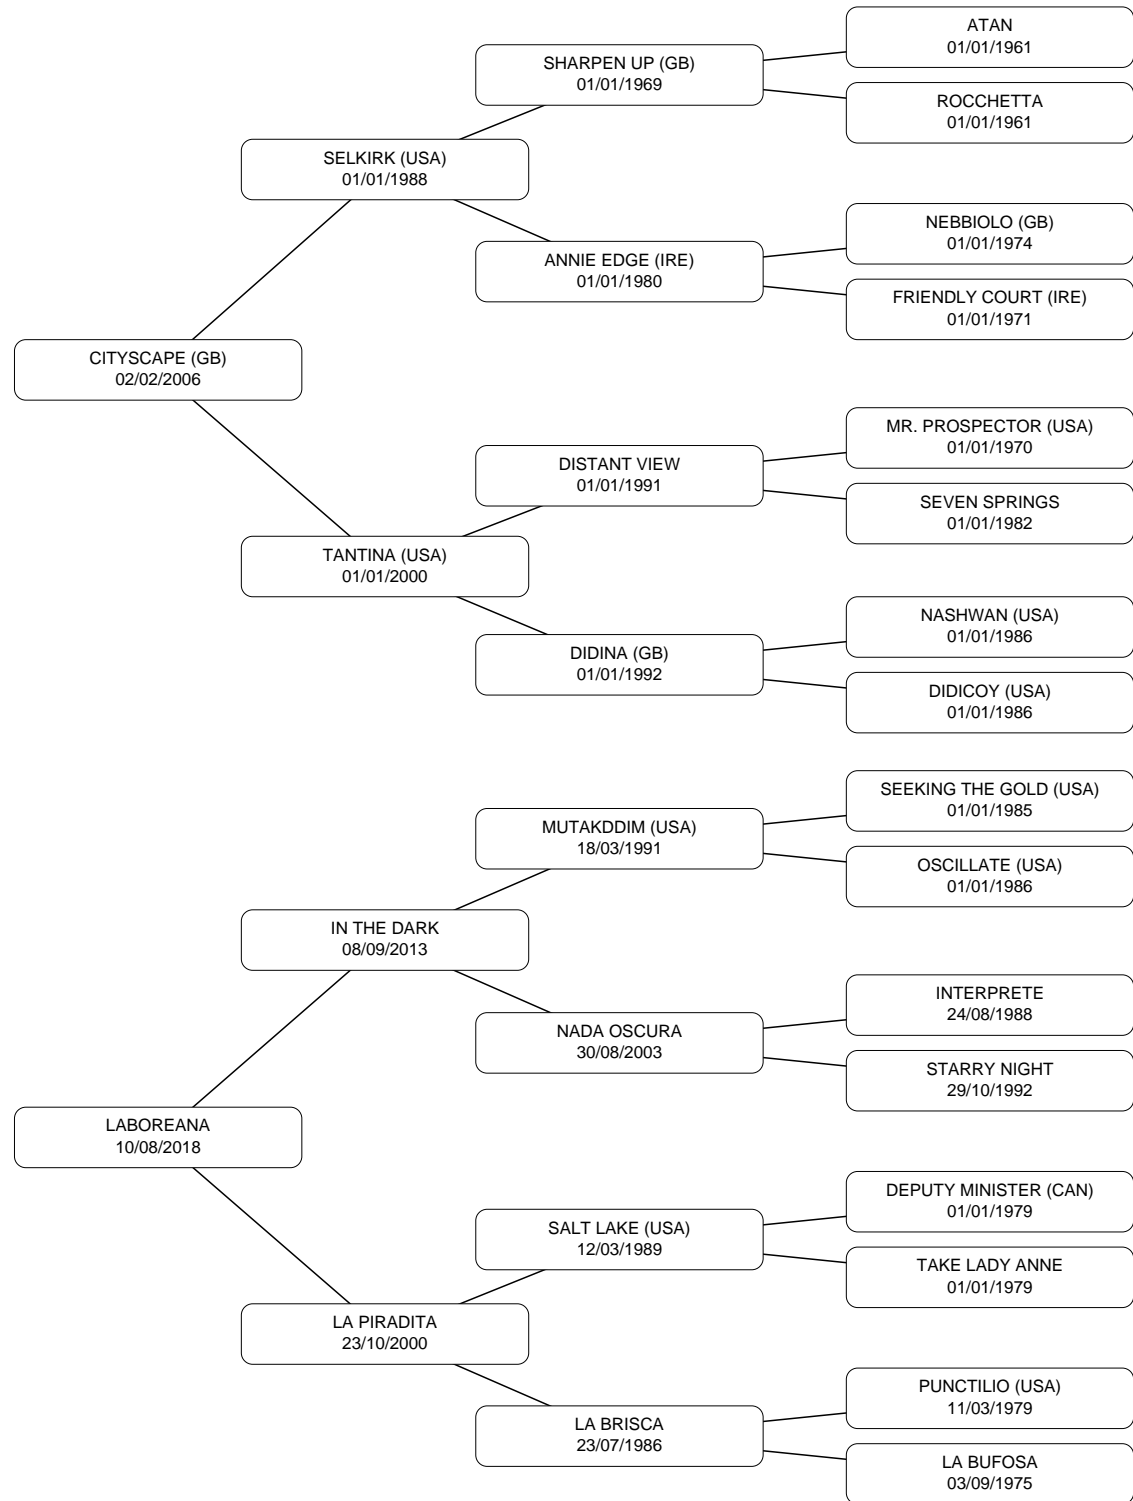 ATAN
01/01/1961
SHARPEN UP (GB)
01/01/1969
ROCCHETTA
01/01/1961
SELKIRK (USA)
01/01/1988
NEBBIOLO (GB)
01/01/1974
ANNIE EDGE (IRE)
01/01/1980
FRIENDLY COURT (IRE)
01/01/1971
CITYSCAPE (GB)
02/02/2006
MR. PROSPECTOR (USA)
01/01/1970
DISTANT VIEW
01/01/1991
SEVEN SPRINGS
01/01/1982
TANTINA (USA)
01/01/2000
NASHWAN (USA)
01/01/1986
DIDINA (GB)
01/01/1992
DIDICOY (USA)
01/01/1986
SEEKING THE GOLD (USA)
01/01/1985
MUTAKDDIM (USA)
18/03/1991
OSCILLATE (USA)
01/01/1986
IN THE DARK
08/09/2013
INTERPRETE
24/08/1988
NADA OSCURA
30/08/2003
STARRY NIGHT
29/10/1992
LABOREANA
10/08/2018
DEPUTY MINISTER (CAN)
01/01/1979
SALT LAKE (USA)
12/03/1989
TAKE LADY ANNE
01/01/1979
LA PIRADITA
23/10/2000
PUNCTILIO (USA)
11/03/1979
LA BRISCA
23/07/1986
LA BUFOSA
03/09/1975